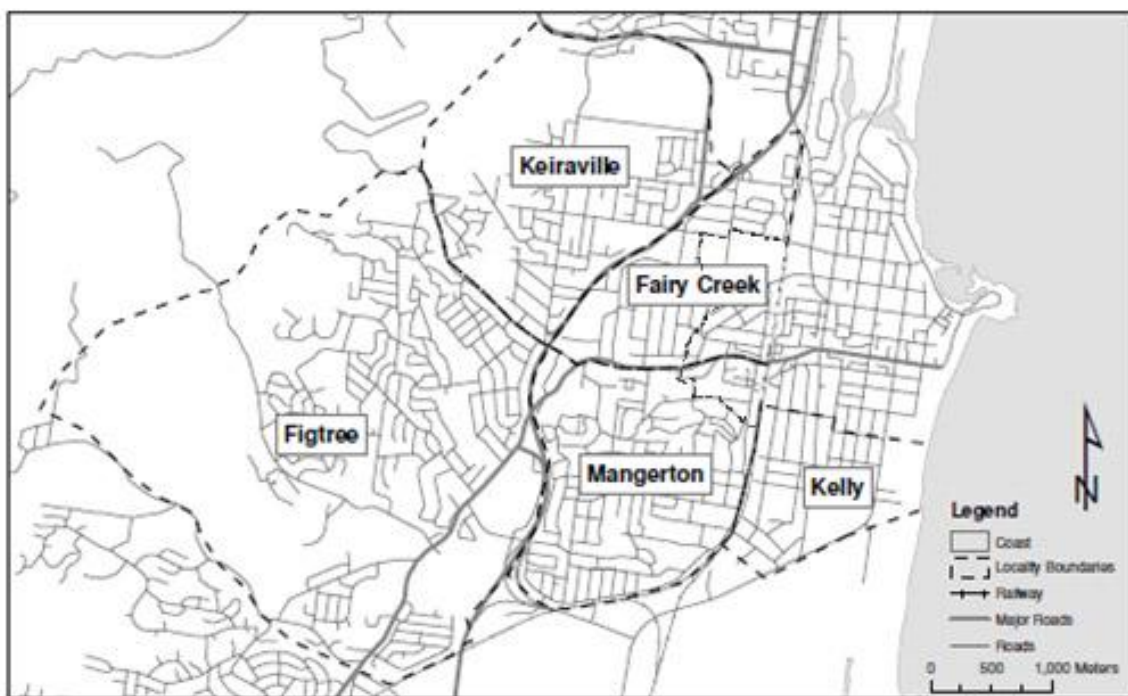 Keiraville
Fairy Creek
Figtree
Mangerton
Kelly
N
Legend
Coast
Locality Boundaries
Railway
Major Roads
Roads
0 500 1,000 Meters